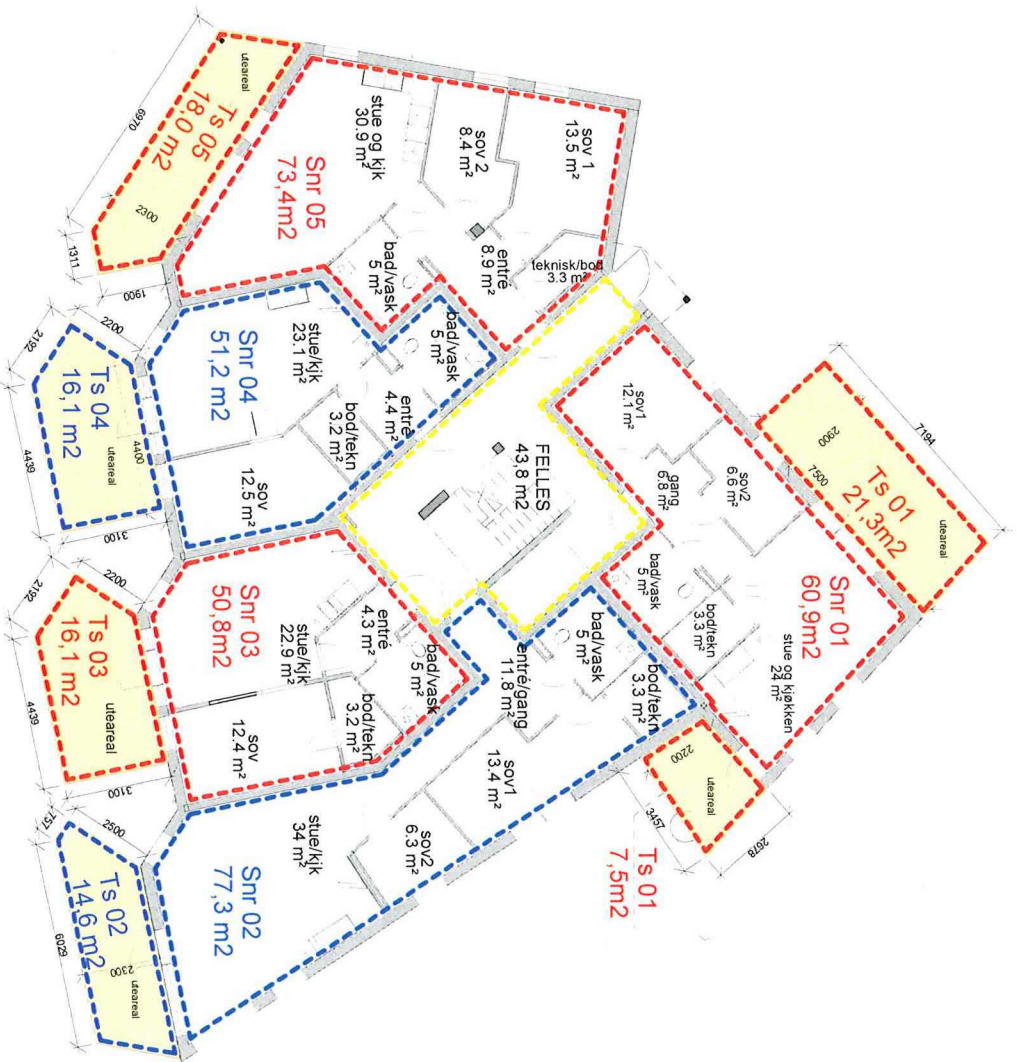 uteareal
Ts 05
18,0 m2
6970
2300
1311
1900
stue og kjk
30.9 m²
Snr 05
73,4m2
sov 2
8.4 m²
sov 1
13.5 m²
entré
8.9 m²
teknisk/bod
3.3 m²
bad/vask
5 m²
2200
2192
Ts 04
16,1 m2
uteareal
4400
4439
3100
Snr 04
51,2 m2
stue/kjk
23.1 m²
bad/vask
5 m²
entré
4.4 m²
bod/tekn
3.2 m²
sov
12.5 m²
FELLES
43,8 m2
sov1
12.1 m²
gang
6.8 m²
sov2
6.6 m²
bad/vask
5 m²
bod/tekn
3.3 m²
Snr 01
60,9m2
stue og kjøkken
24 m²
7194
2900
7500
Ts 01
21,3m2
uteareal
2200
uteareal
3457
2678
Ts 01
7,5m2
2200
2192
Ts 03
16,1 m2
uteareal
4439
3100
Snr 03
50,8m2
stue/kjk
22.9 m²
entré
4.3 m²
bad/vask
5 m²
bod/tekn
3.2 m²
sov
12.4 m²
bad/vask
5 m²
entré/gang
11.8 m²
bod/tekn
3.3 m²
sov1
13.4 m²
sov2
6.3 m²
stue/kjk
34 m²
Snr 02
77,3 m2
2500
757
Ts 02
14,6 m2
2300
uteareal
6029